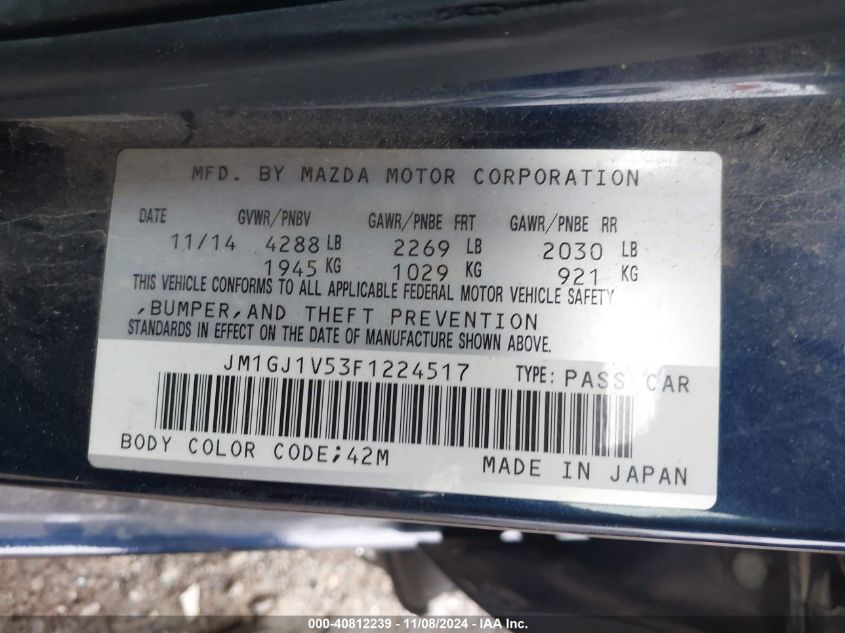 MFD. BY MAZDA MOTOR CORPORATION
DATE GVWR/PNBV GAWR/PNBE FRT GAWR/PNBE RR
11/14 4288 LB 2269 LB 2030 LB
1945 KG 1029 KG 921 KG
THIS VEHICLE CONFORMS TO ALL APPLICABLE FEDERAL MOTOR VEHICLE SAFETY
,BUMPER,AND THEFT PREVENTION
STANDARDS IN EFFECT ON THE DATE OF MANUFACTURE SHOWN ABOVE.
JM1GJ1V53F1224517 TYPE: PASS CAR
BODY COLOR CODE;42M MADE IN JAPAN
000-40812239 - 11/08/2024 - IAA Inc.